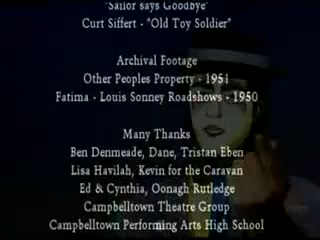 "Sailor says Goodbye"
Curt Siffert - "Old Toy Soldier"
Archival Footage
Other Peoples Property - 1951
Fatima - Louis Sonney Roadshows - 1950
Many Thanks
Ben Denmeade, Dane, Tristan Eben
Lisa Havilah, Kevin for the Caravan
Ed & Cynthia, Oonagh Rutledge
Campbelltown Theatre Group
Campbelltown Performing Arts High School